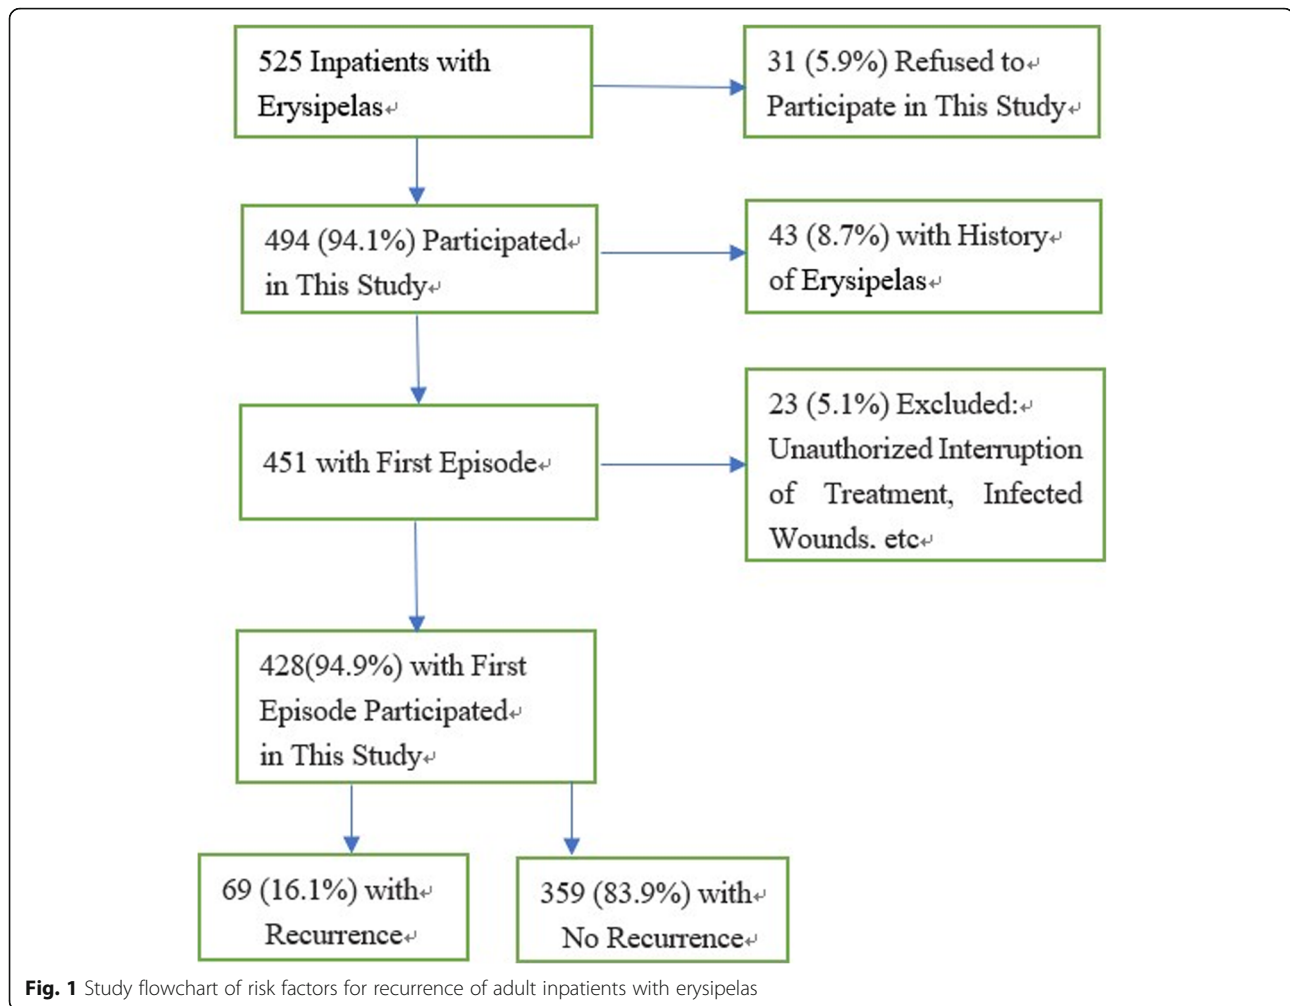 525 Inpatients with
Erysipelas↵
31 (5.9%) Refused to↵
Participate in This Study↵
494 (94.1%) Participated↵
in This Study↵
43 (8.7%) with History↵
of Erysipelas↵
451 with First Episode↵
23 (5.1%) Excluded:↵
Unauthorized Interruption
of Treatment, Infected
Wounds. etc↵
428(94.9%) with First
Episode Participated↵
in This Study↵
69 (16.1%) with↵
Recurrence↵
359 (83.9%) with↵
No Recurrence↵
Fig. 1 Study flowchart of risk factors for recurrence of adult inpatients with erysipelas